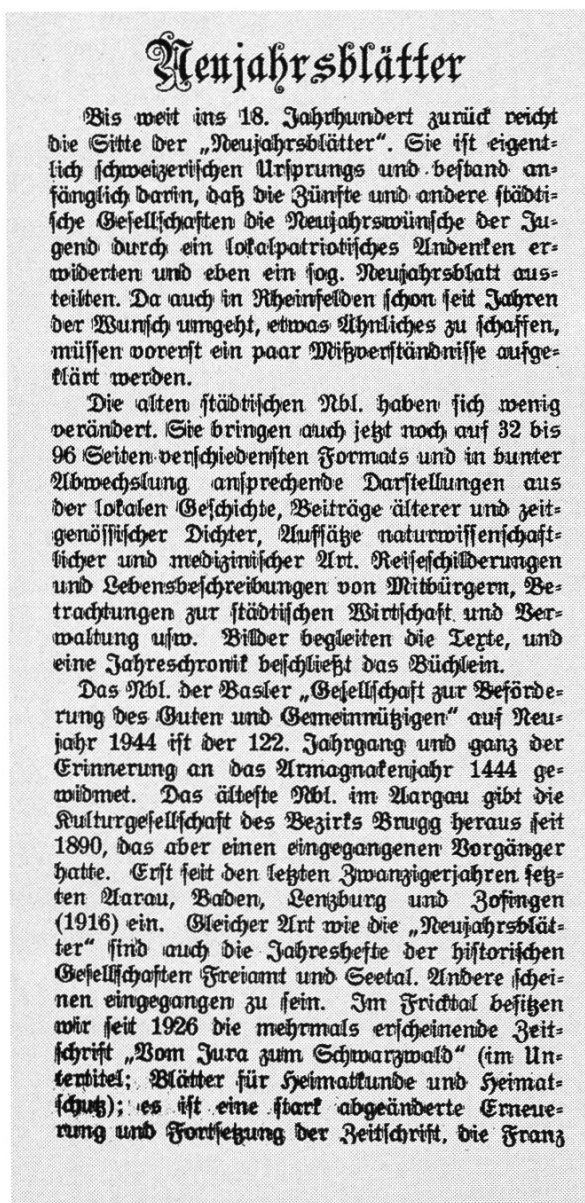 Neujahrsblätter
Bis weit ins 18. Jahrhundert zurück reicht
die Sitte der „Neujahrsblätter“. Sie ist eigent-
lich schweizerischen Ursprungs und bestand an-
fänglich darin, daß die Zünfte und andere städti-
sche Gesellschaften die Neujahrswünsche der Ju-
gend durch ein lokalpatriotisches Andenken er-
widerten und eben ein sog. Neujahrsblatt aus-
teilten. Da auch in Rheinfelden schon seit Jahren
der Wunsch umgeht, etwas Ähnliches zu schaffen,
müssen vorerst ein paar Mißverständnisse aufge-
klärt werden.
Die alten städtischen Nbl. haben sich wenig
verändert. Sie bringen auch jetzt noch auf 32 bis
96 Seiten verschiedensten Formats und in bunter
Abwechslung ansprechende Darstellungen aus
der lokalen Geschichte, Beiträge älterer und zeit-
genössischer Dichter, Aufsätze naturwissenschaft-
licher und medizinischer Art. Reiseschilderungen
und Lebensbeschreibungen von Mitbürgern, Be-
trachtungen zur städtischen Wirtschaft und Ver-
waltung usw. Bilder begleiten die Texte, und
eine Jahreschronik beschließt das Büchlein.
Das Nbl. der Basler „Gesellschaft zur Beförde-
rung des Guten und Gemeinnützigen“ auf Neu-
jahr 1944 ist der 122. Jahrgang und ganz der
Erinnerung an das Armagnakenjahr 1444 ge-
widmet. Das älteste Nbl. im Aargau gibt die
Kulturgesellschaft des Bezirks Brugg heraus seit
1890, das aber einen eingegangenen Vorgänger
hatte. Erst seit den letzten Zwanzigerjahren setz-
ten Aarau, Baden, Lenzburg und Zofingen
(1916) ein. Gleicher Art wie die „Neujahrsblät-
ter“ sind auch die Jahreshefte der historischen
Gesellschaften Freiamt und Seetal. Andere schei-
nen eingegangen zu sein. Im Fricktal besitzen
wir seit 1926 die mehrmals erscheinende Zeit-
schrift „Vom Jura zum Schwarzwald“ (im Un-
tertitel: Blätter für Heimatkunde und Heimat-
schutz); es ist eine stark abgeänderte Erneue-
rung und Fortsetzung der Zeitschrift, die Franz